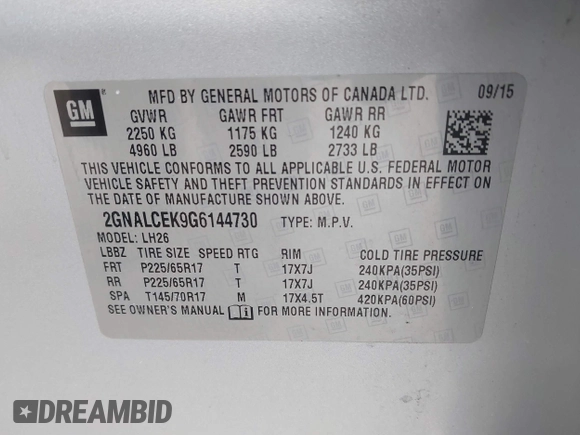 GM
MFD BY GENERAL MOTORS OF CANADA LTD. 09/15
GVWR GAWR FRT GAWR RR
2250 KG 1175 KG 1240 KG
4960 LB 2590 LB 2733 LB
THIS VEHICLE CONFORMS TO ALL APPLICABLE U.S. FEDERAL MOTOR
VEHICLE SAFETY AND THEFT PREVENTION STANDARDS IN EFFECT ON
THE DATE OF MANUFACTURE SHOWN ABOVE.
2GNALCEK9G6144730 TYPE: M.P.V.
MODEL: LH26
LBBZ TIRE SIZE SPEED RTG RIM COLD TIRE PRESSURE
FRT P225/65R17 T 17X7J 240KPA(35PSI)
RR P225/65R17 T 17X7J 240KPA(35PSI)
SPA T145/70R17 M 17X4.5T 420KPA(60PSI)
SEE OWNER'S MANUAL FOR MORE INFORMATION.
DREAMBID